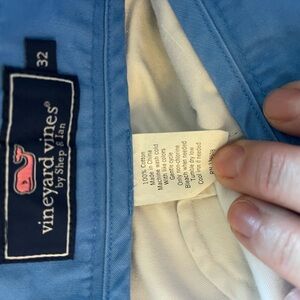 32
vineyard vines®
by Shep & Ian
100% Cotton
Made in China
Machine wash cold
With like colors
Gentle cycle
Only non-chlorine
Bleach when needed
Tumble dry low
Cool iron if needed